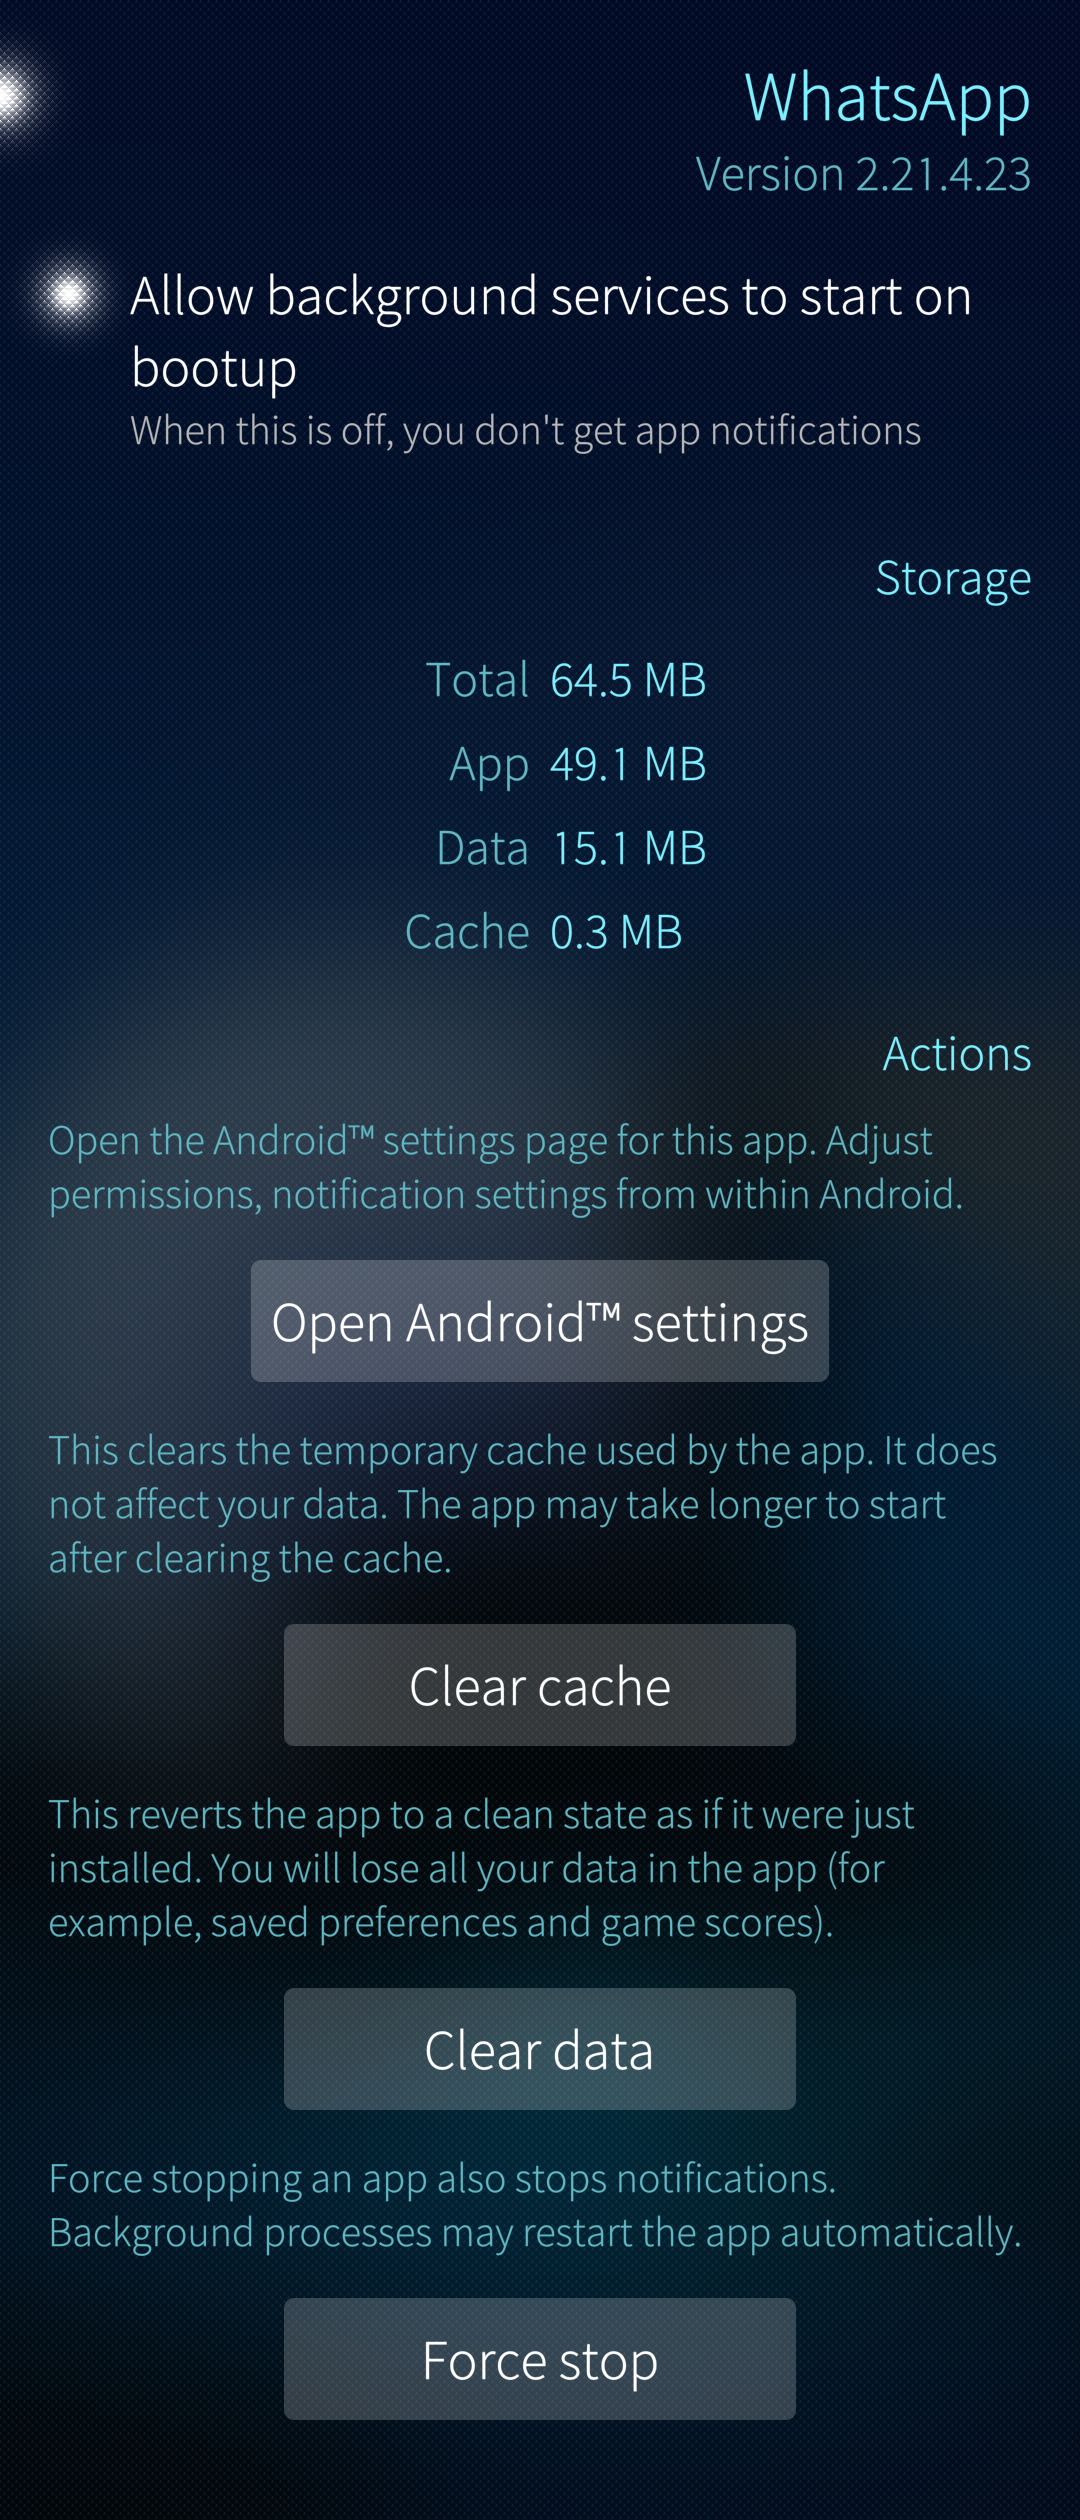 WhatsApp
Version 2.21.4.23
Allow background services to start on
bootup
When this is off, you don't get app notifications
Storage
Total 64.5 MB
App 49.1 MB
Data 15.1 MB
Cache 0.3 MB
Actions
Open the Android™ settings page for this app. Adjust
permissions, notification settings from within Android.
Open Android™ settings
This clears the temporary cache used by the app. It does
not affect your data. The app may take longer to start
after clearing the cache.
Clear cache
This reverts the app to a clean state as if it were just
installed. You will lose all your data in the app (for
example, saved preferences and game scores).
Clear data
Force stopping an app also stops notifications.
Background processes may restart the app automatically.
Force stop